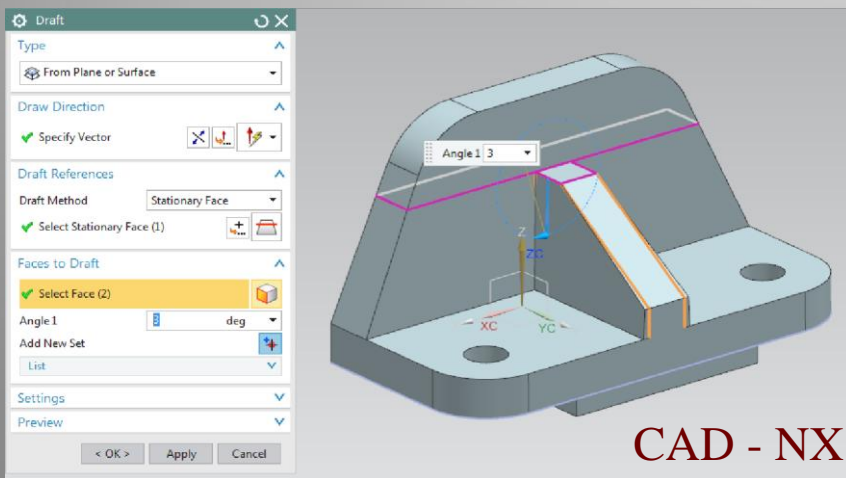 Draft
Type
From Plane or Surface
Draw Direction
Specify Vector
Draft References
Draft Method Stationary Face
Select Stationary Face (1)
Faces to Draft
Select Face (2)
Angle 1 3 deg
Add New Set
List
Settings
Preview
< OK > Apply Cancel
Angle 1 3
Z
ZC
XC YC
CAD - NX